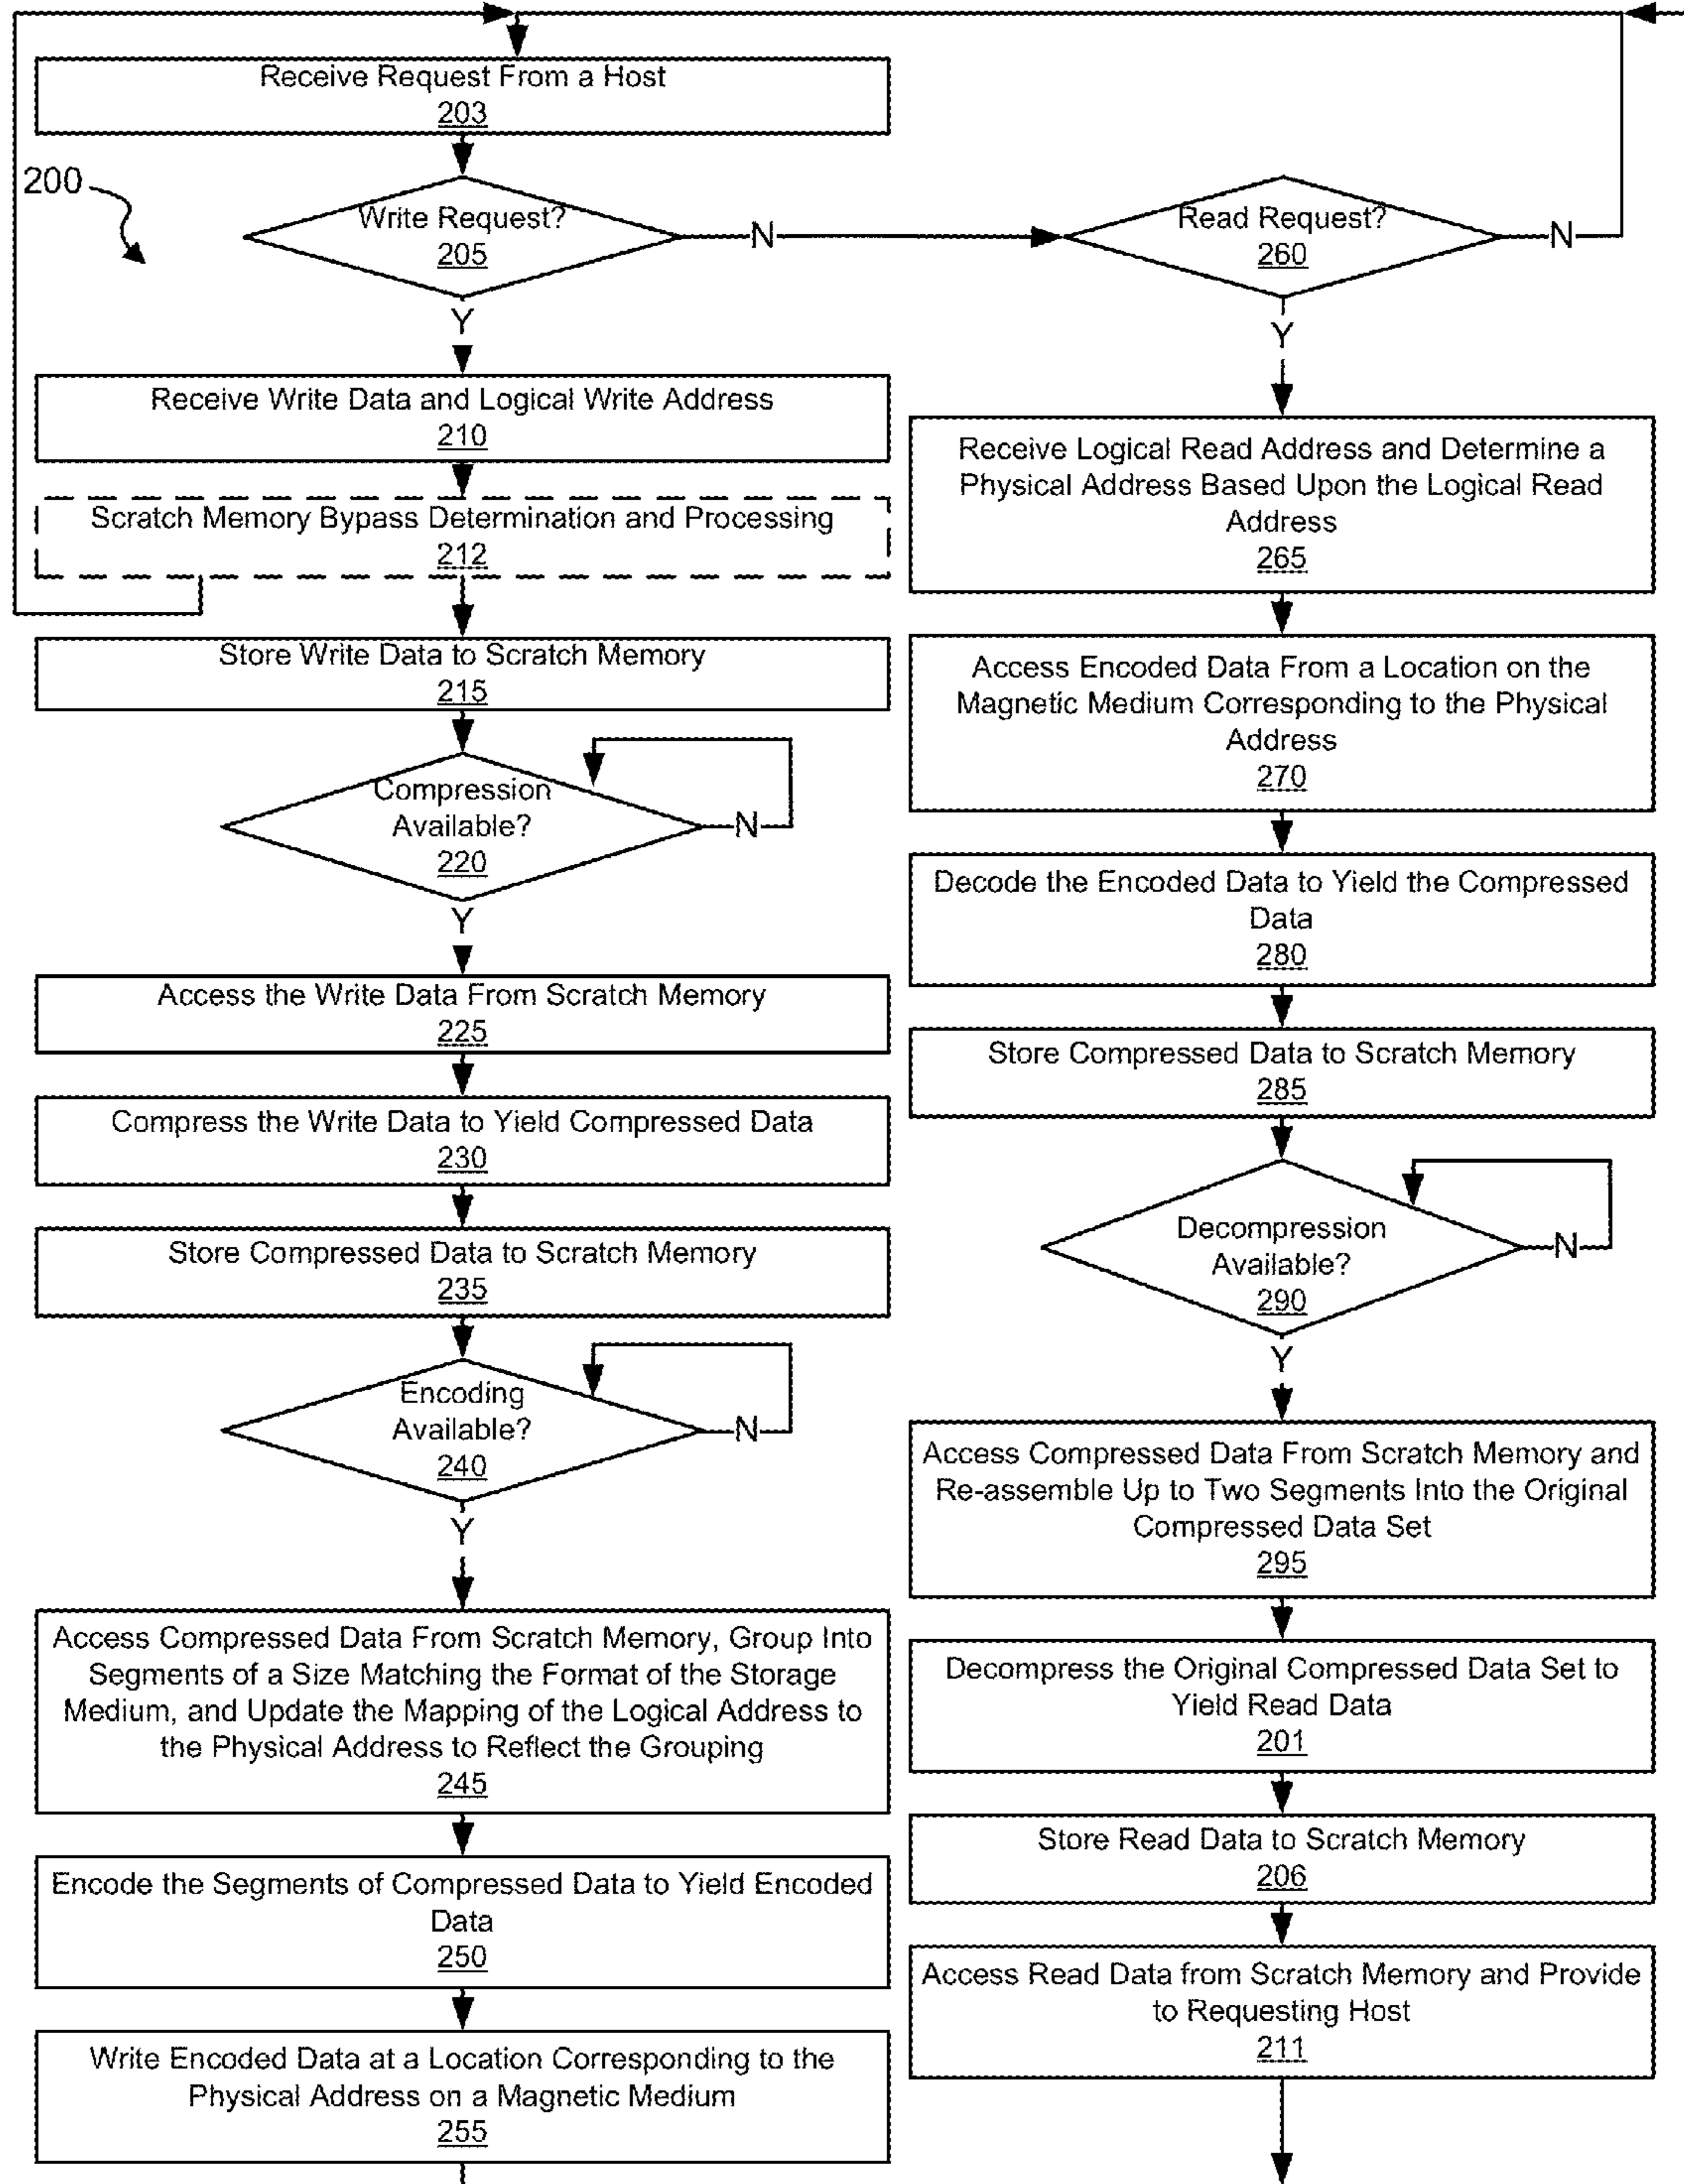 Receive Request From a Host
203
200
Write Request?
205
N
Y
Read Request?
260
N
Y
Receive Write Data and Logical Write Address
210
Scratch Memory Bypass Determination and Processing
212
Store Write Data to Scratch Memory
215
Compression
Available?
220
N
Y
Access the Write Data From Scratch Memory
225
Compress the Write Data to Yield Compressed Data
230
Store Compressed Data to Scratch Memory
235
Encoding
Available?
240
N
Y
Access Compressed Data From Scratch Memory, Group Into
Segments of a Size Matching the Format of the Storage
Medium, and Update the Mapping of the Logical Address to
the Physical Address to Reflect the Grouping
245
Encode the Segments of Compressed Data to Yield Encoded
Data
250
Write Encoded Data at a Location Corresponding to the
Physical Address on a Magnetic Medium
255
Receive Logical Read Address and Determine a
Physical Address Based Upon the Logical Read
Address
265
Access Encoded Data From a Location on the
Magnetic Medium Corresponding to the Physical
Address
270
Decode the Encoded Data to Yield the Compressed
Data
280
Store Compressed Data to Scratch Memory
285
Decompression
Available?
290
N
Y
Access Compressed Data From Scratch Memory and
Re-assemble Up to Two Segments Into the Original
Compressed Data Set
295
Decompress the Original Compressed Data Set to
Yield Read Data
201
Store Read Data to Scratch Memory
206
Access Read Data from Scratch Memory and Provide
to Requesting Host
211